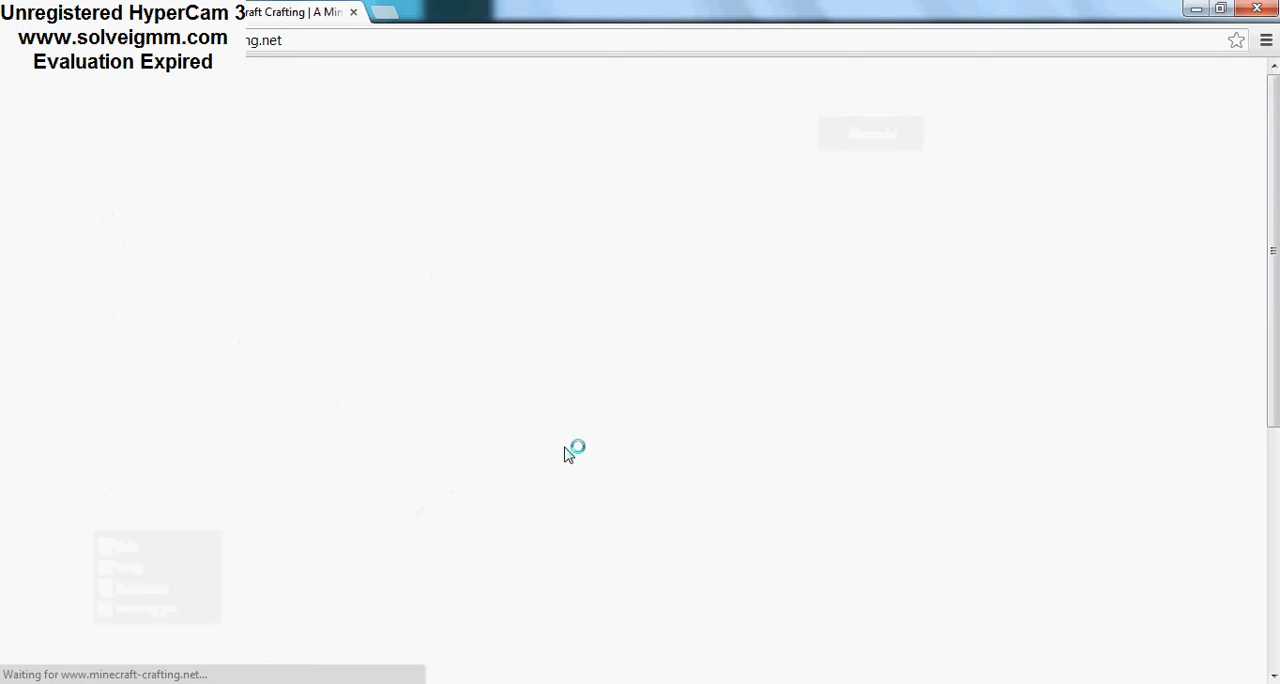 Unregistered HyperCam 3
www.solveigmm.com
Evaluation Expired
raft Crafting | A Min
ng.net
Waiting for www.minecraft-crafting.net...